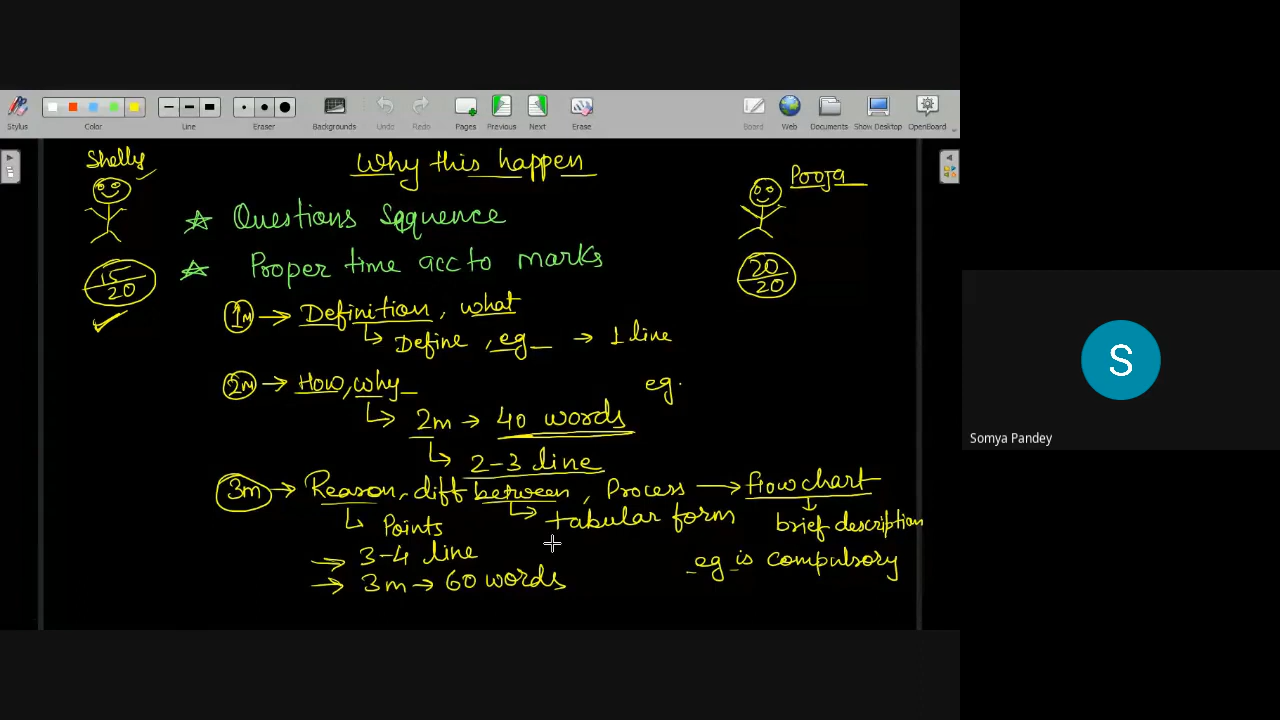 Stylus Color Line Eraser Backgrounds Undo Redo Pages Previous Next Erase Board Web Documents Show Desktop OpenBoard
Shelly
Why this happen
Pooja
Questions Sequence
Proper time acc to marks
15/20
20/20
1m → Definition, what
↳ Define, eg → 1 line
2m → How, why
eg.
↳ 2m → 40 words
↳ 2-3 line
3m → Reason, diff between, Process → flow chart
↳ Points
↳ tabular form
↓ brief description
→ 3-4 line
eg is compulsory
→ 3m → 60 words
S
Somya Pandey